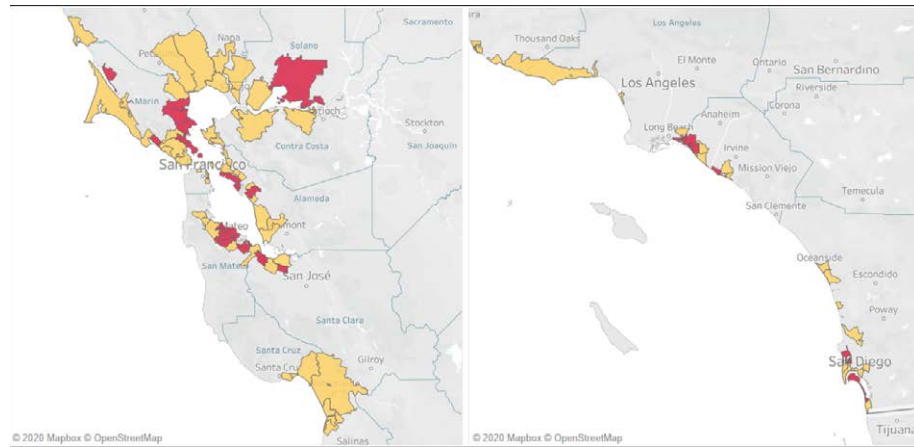 Sacramento
Napa
Solano
Marin
Stockton
San Joaquin
Contra Costa
San Francisco
Alameda
San Mateo
San José
Santa Clara
Santa Cruz
Gilroy
Santa Cruz
Salinas
© 2020 Mapbox © OpenStreetMap
Los Angeles
Thousand Oaks
El Monte
Ontario
San Bernardino
Los Angeles
Riverside
Corona
Anaheim
Long Beach
Irvine
Mission Viejo
Temecula
San Clemente
Oceanside
Escondido
Poway
San Diego
Tijuana
© 2020 Mapbox © OpenStreetMap